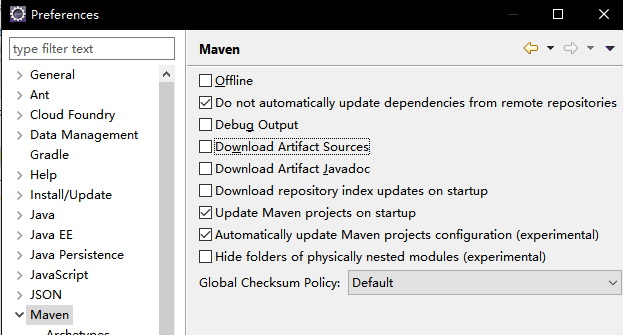 Preferences
type filter text
General
Ant
Cloud Foundry
Data Management
Gradle
Help
Install/Update
Java
Java EE
Java Persistence
JavaScript
JSON
Maven
Archetypes
Maven
Offline
Do not automatically update dependencies from remote repositories
Debug Output
Download Artifact Sources
Download Artifact Javadoc
Download repository index updates on startup
Update Maven projects on startup
Automatically update Maven projects configuration (experimental)
Hide folders of physically nested modules (experimental)
Global Checksum Policy: Default